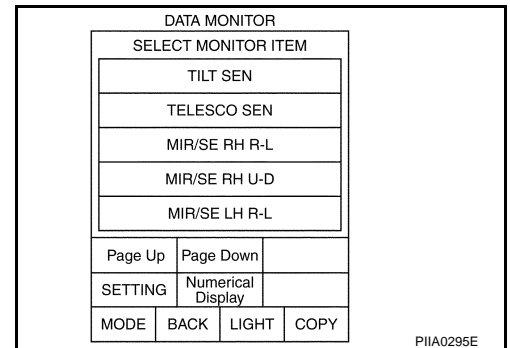 DATA MONITOR
SELECT MONITOR ITEM
TILT SEN
TELESCO SEN
MIR/SE RH R-L
MIR/SE RH U-D
MIR/SE LH R-L
Page Up Page Down
SETTING Numerical Display
MODE BACK LIGHT COPY
PIIA0295E